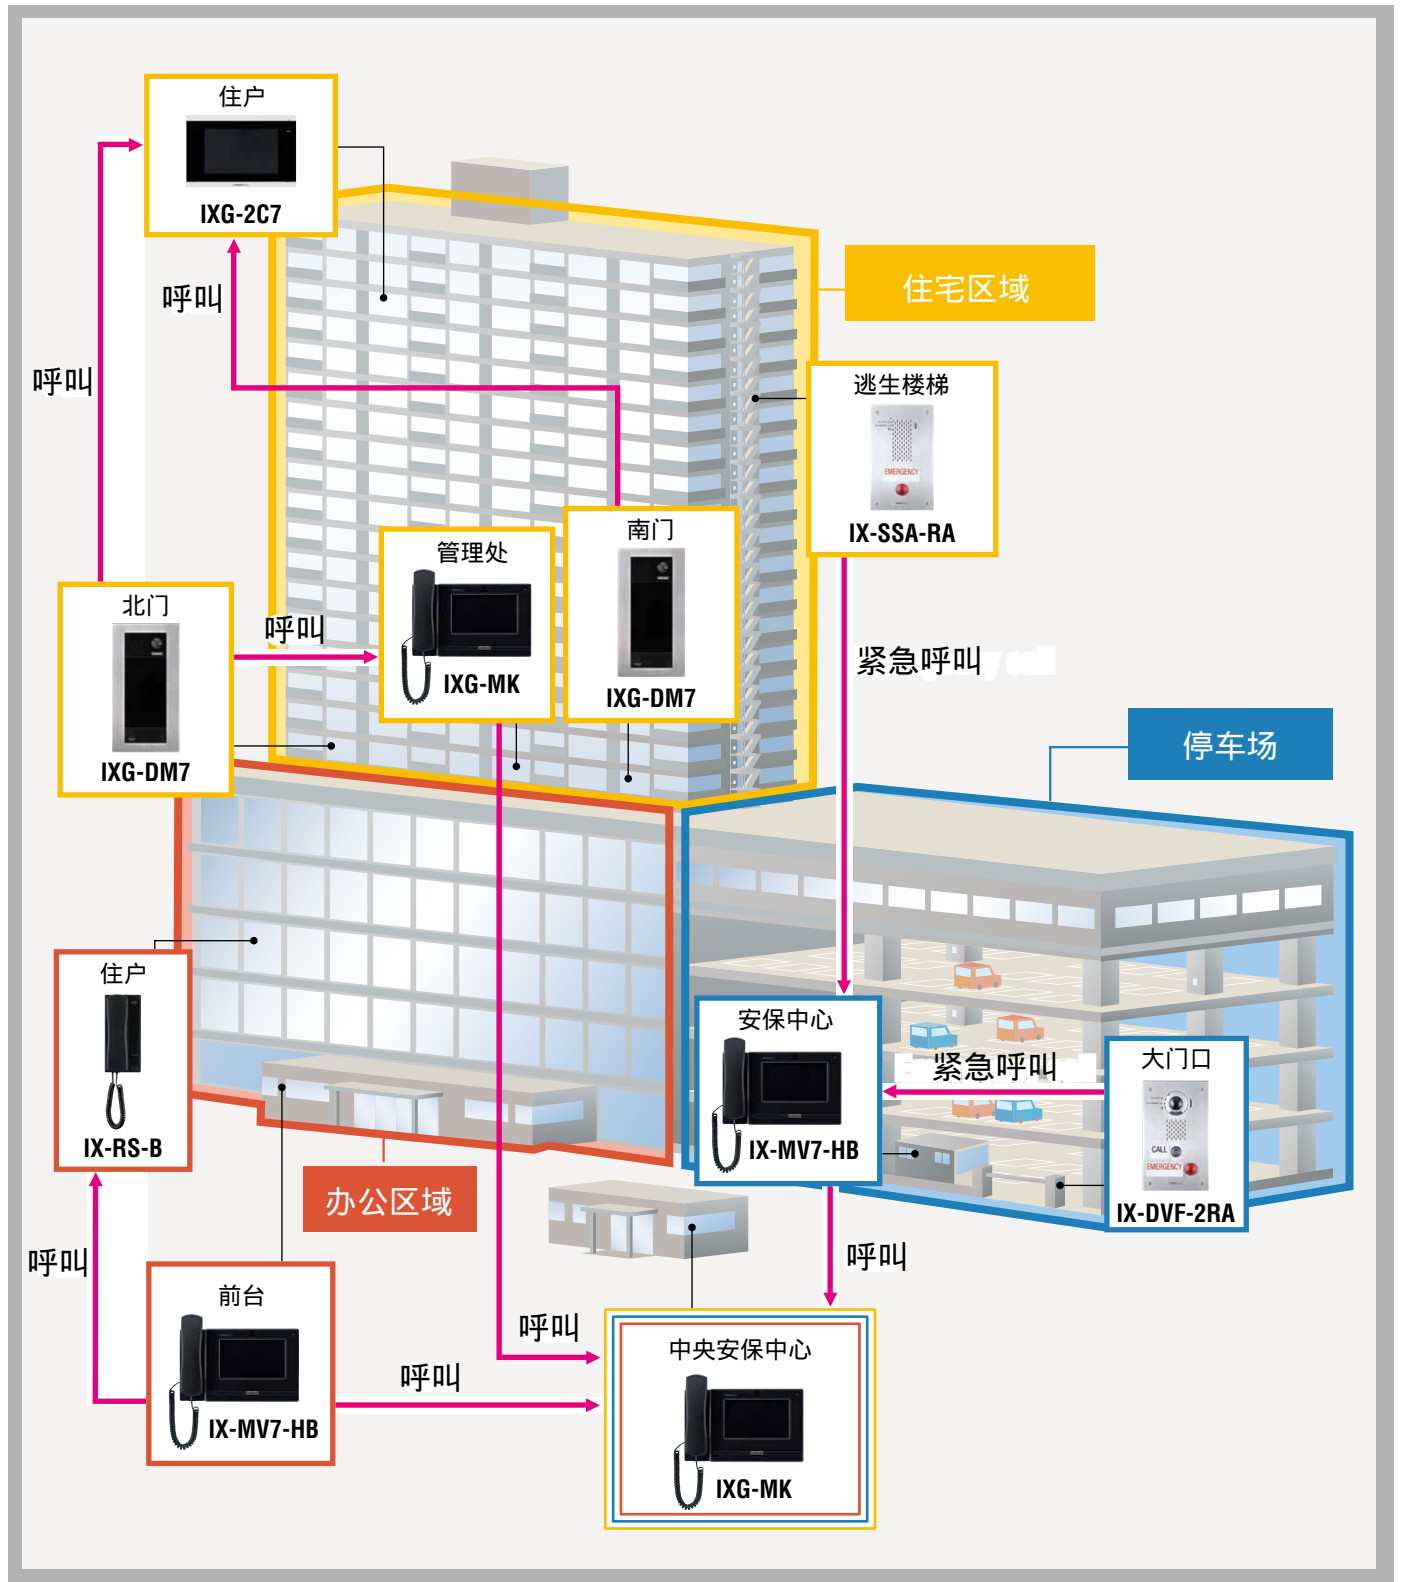 住户
IXG-2C7
呼叫
住宅区域
呼叫
逃生楼梯
EMERGENCY
IX-SSA-RA
南门
IXG-DM7
管理处
IXG-MK
北门
IXG-DM7
呼叫
紧急呼叫
停车场
住户
IX-RS-B
安保中心
IX-MV7-HB
紧急呼叫
大门口
CALL
EMERGENCY
IX-DVF-2RA
办公区域
呼叫
呼叫
前台
IX-MV7-HB
呼叫
呼叫
中央安保中心
IXG-MK